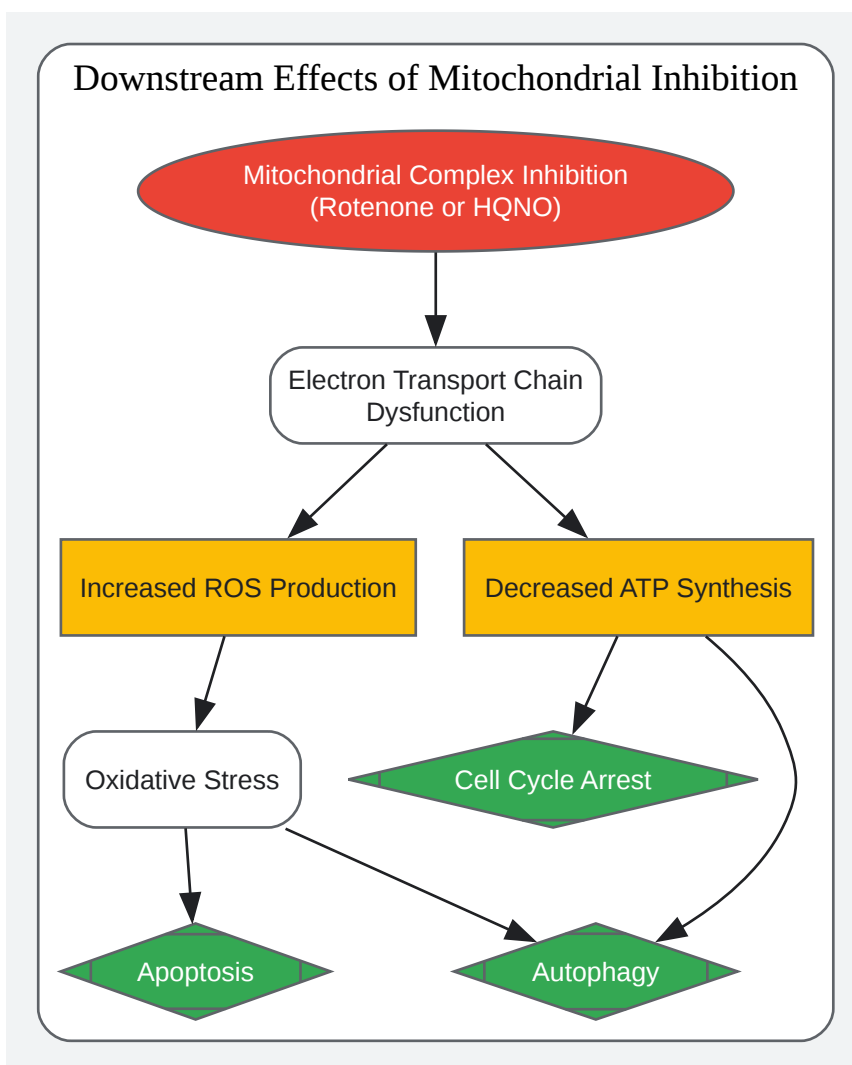 Downstream Effects of Mitochondrial Inhibition
Mitochondrial Complex Inhibition
(Rotenone or HQNO)
Electron Transport Chain
Dysfunction
Increased ROS Production
Decreased ATP Synthesis
Oxidative Stress
Cell Cycle Arrest
Apoptosis
Autophagy